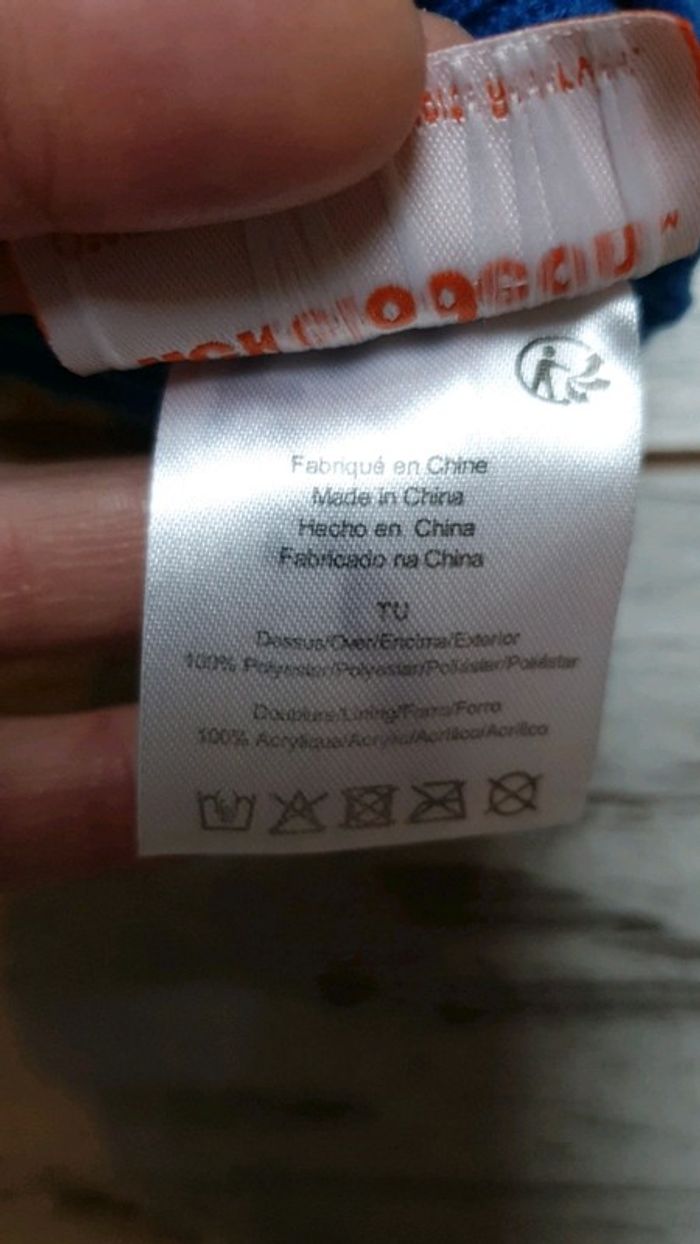 Fabriqué en Chine
Made in China
Hecho en China
Fabricado na China
TU
Dessus/Over/Encima/Exterior
100% Polyester/Polyester/Poliéster/Poliéster
Doublure/Lining/Forro/Forro
100% Acrylique/Acrylic/Acrílico/Acrílico